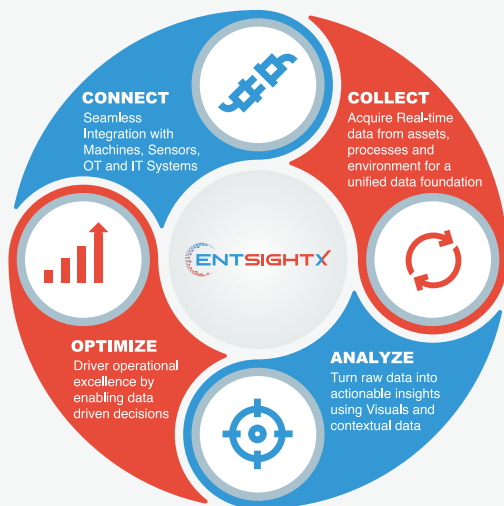 CONNECT
Seamless
Integration with
Machines, Sensors,
OT and IT Systems
COLLECT
Acquire Real-time
data from assets,
processes and
environment for a
unified data foundation
ENTSIGHTX
OPTIMIZE
Driver operational
excellence by
enabling data
driven decisions
ANALYZE
Turn raw data into
actionable insights
using Visuals and
contextual data